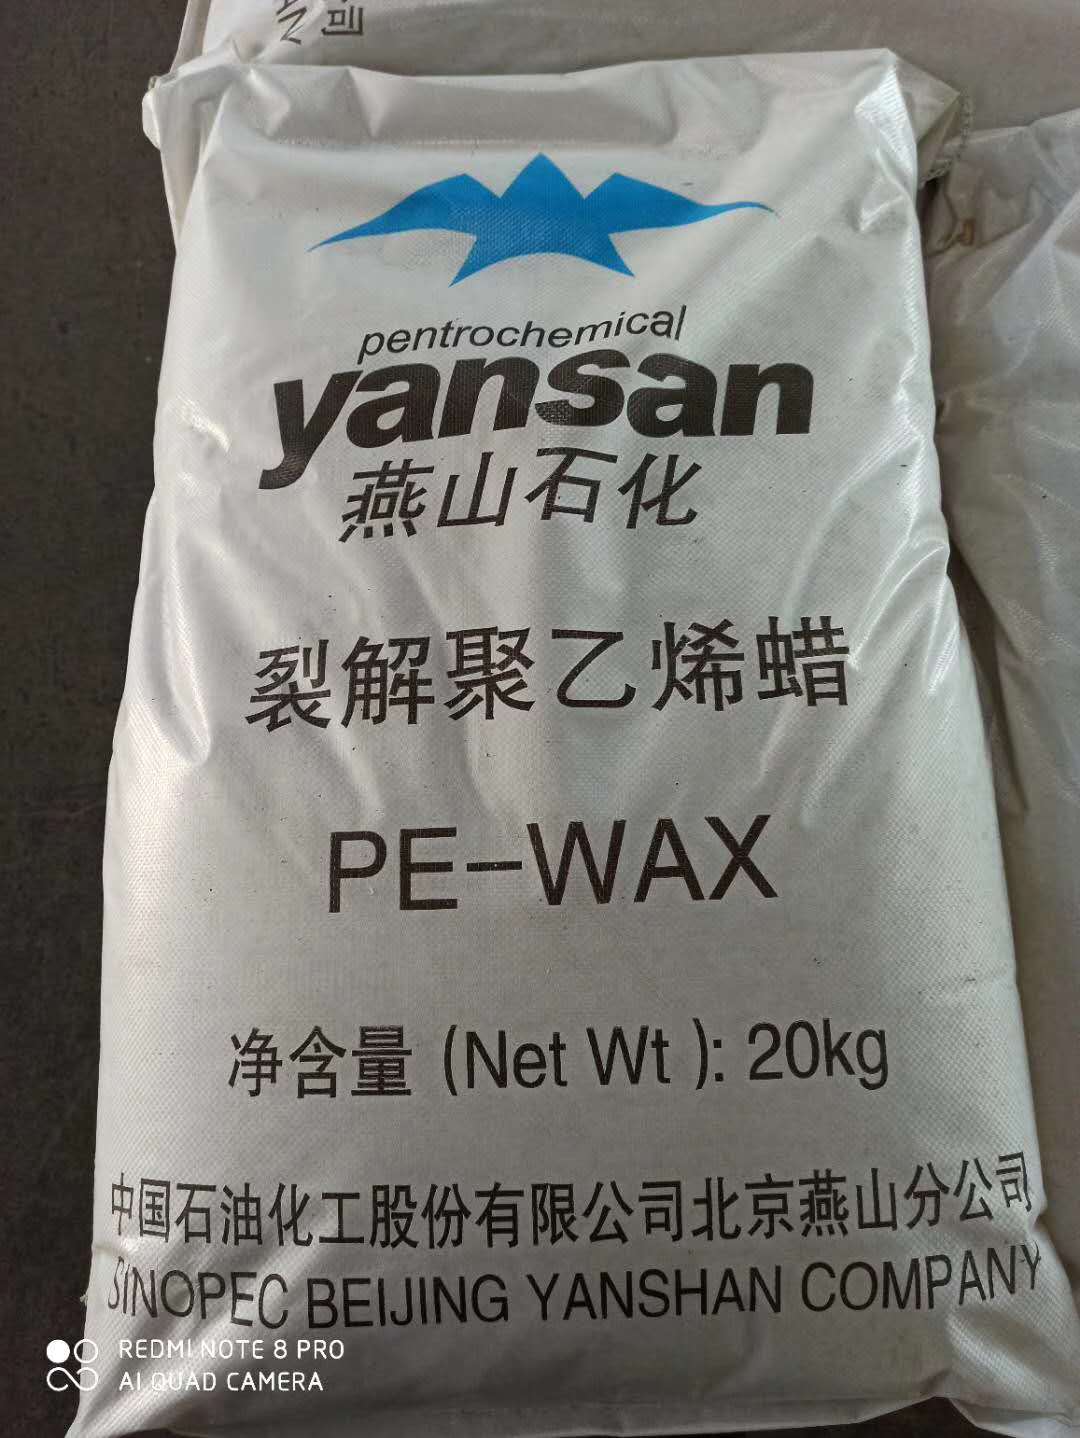 司
pentrochemical
yansan
燕山石化
裂解聚乙烯蜡
PE-WAX
净含量 (Net Wt): 20kg
中国石油化工股份有限公司北京燕山分公司
SINOPEC BEIJING YANSHAN COMPANY
REDMI NOTE 8 PRO
AI QUAD CAMERA